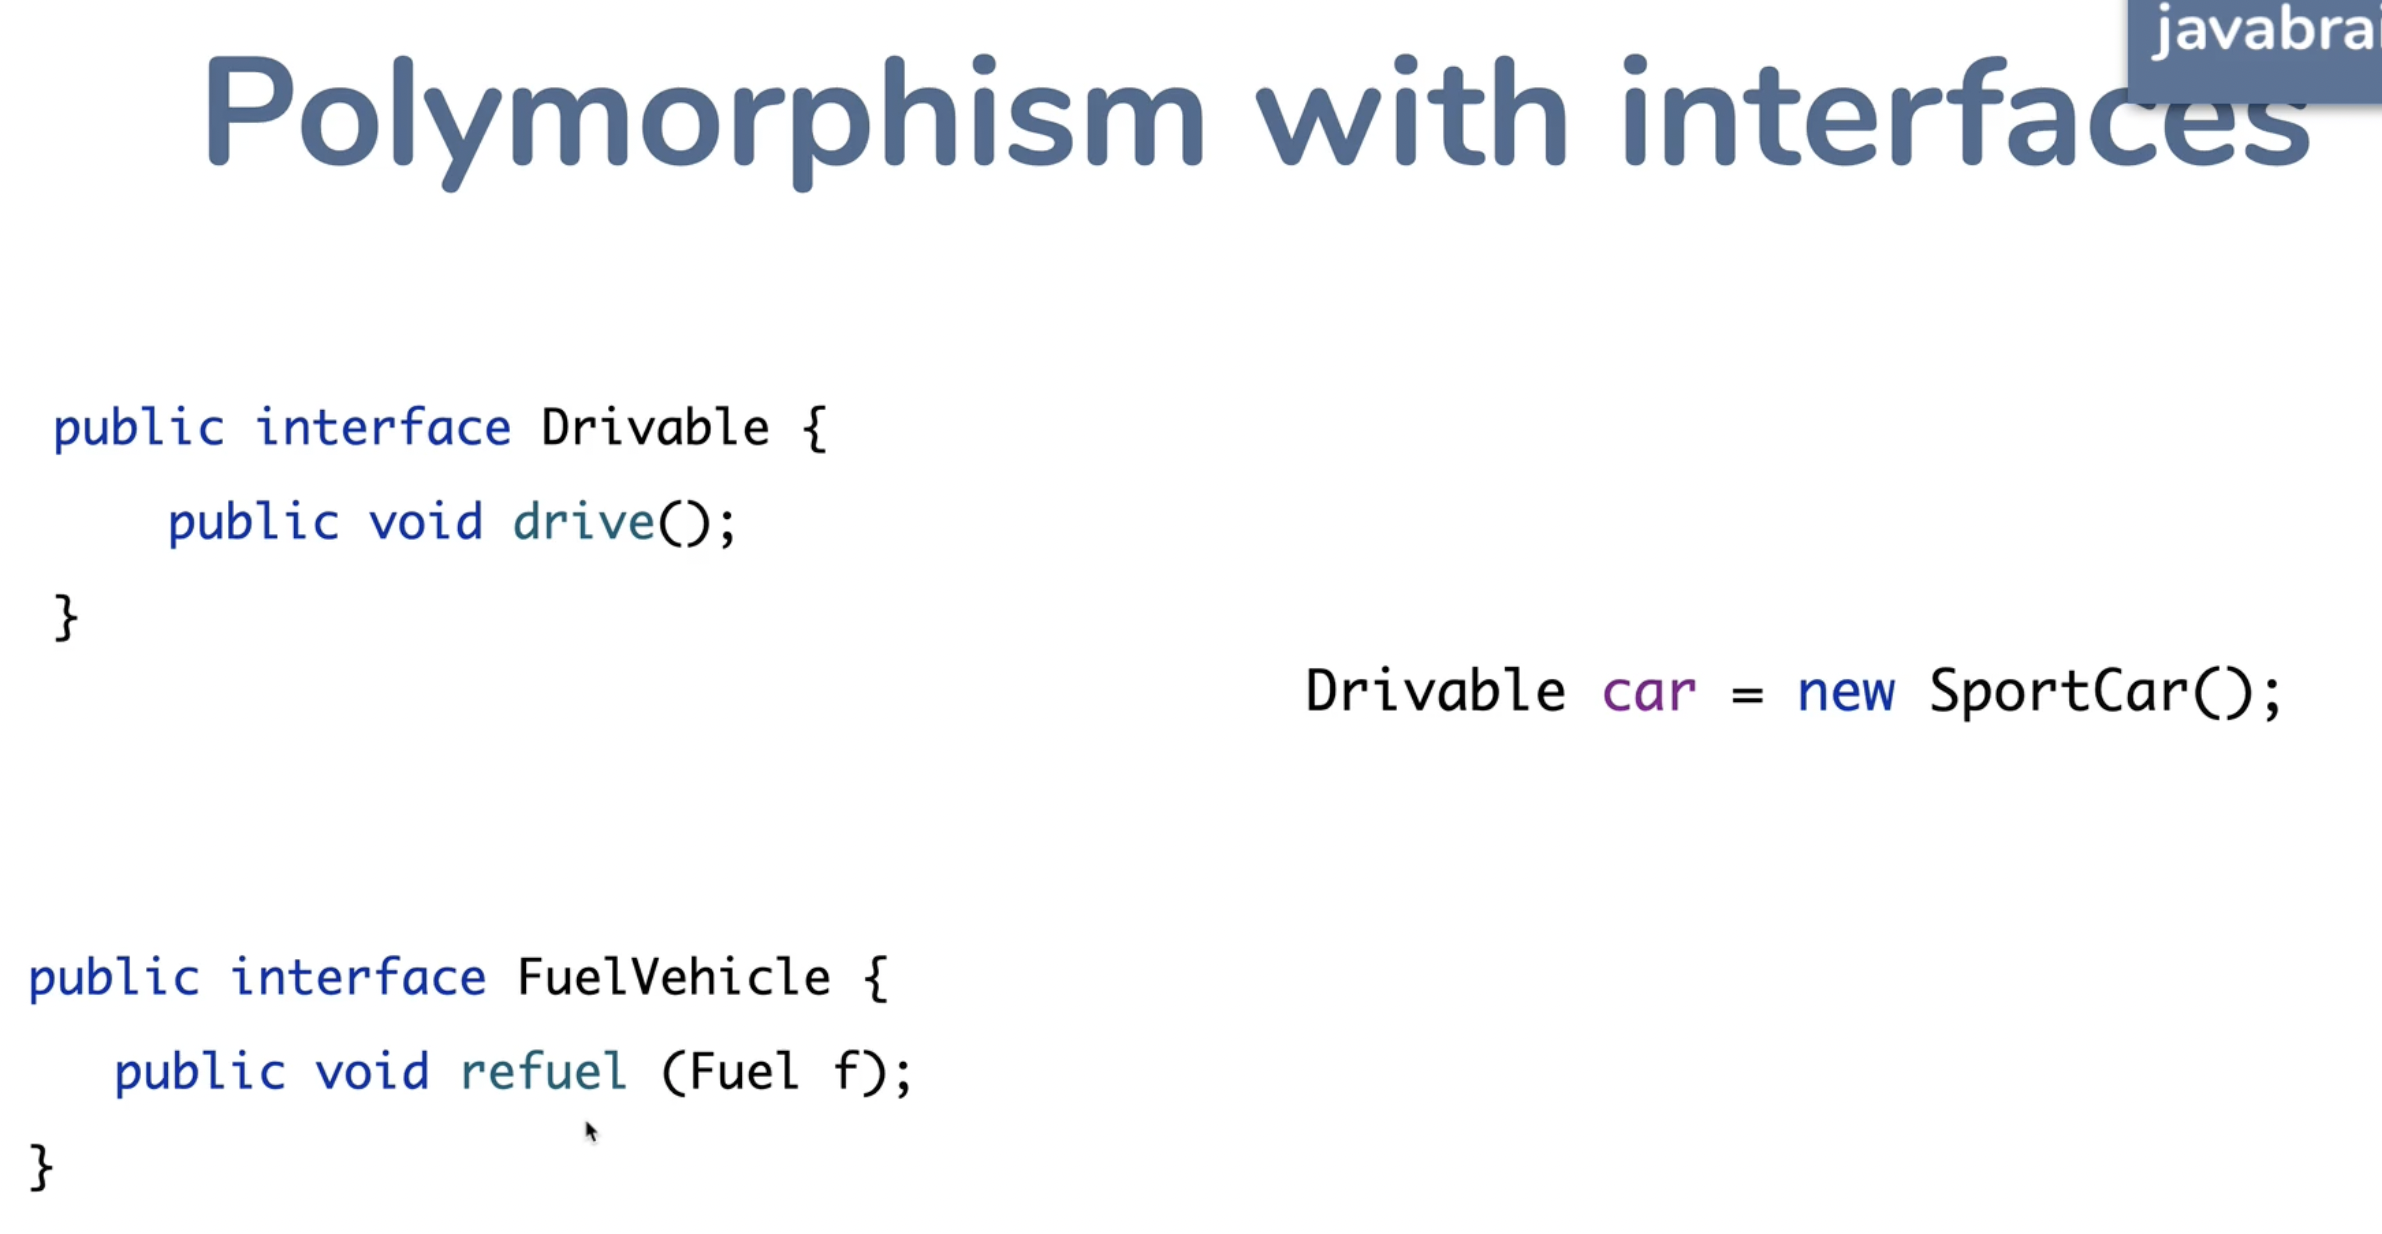 Polymorphism with interfaces
public interface Drivable {
public void drive();
}
Drivable car = new SportCar();
public interface FuelVehicle {
public void refuel (Fuel f);
}